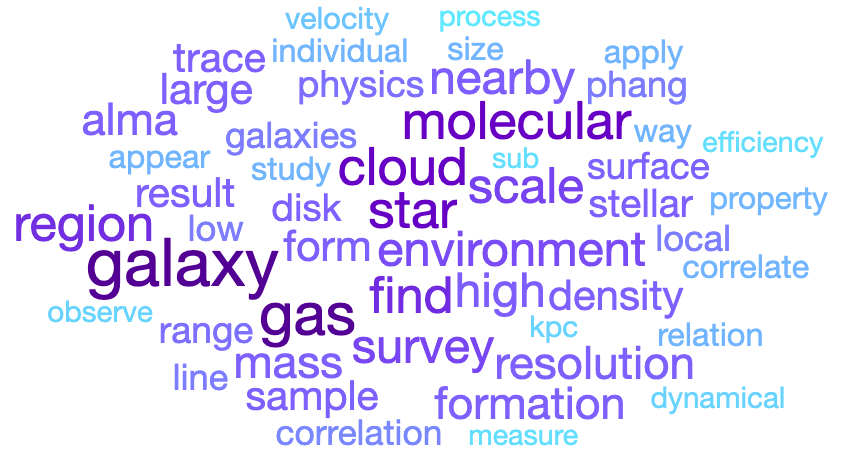 velocity process
trace individual size apply
large physics nearby phang
alma galaxies molecular way efficiency
appear study cloud sub surface
result disk star scale stellar property
region low form environment local
galaxy find high density correlate
observe range gas survey kpc relation
line mass resolution
sample formation dynamical
correlation measure